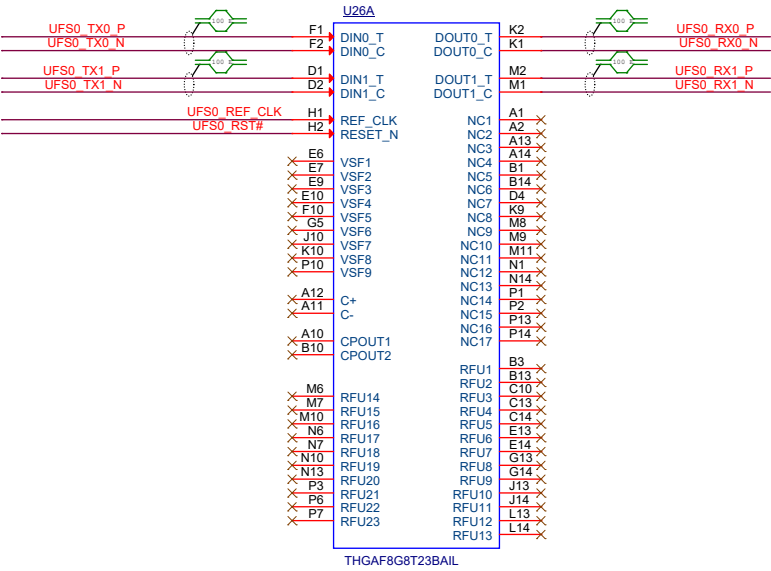 U26A
100 E
100 E
UFS0_TX0_P F1 DIN0_T DOUT0_T K2 UFS0_RX0_P
UFS0_TX0_N F2 DIN0_C DOUT0_C K1 UFS0_RX0_N
100 E
100 E
UFS0_TX1_P D1 DIN1_T DOUT1_T M2 UFS0_RX1_P
UFS0_TX1_N D2 DIN1_C DOUT1_C M1 UFS0_RX1_N
UFS0_REF_CLK H1 REF_CLK NC1 A1
UFS0_RST# H2 RESET_N NC2 A2
NC3 A13
E6 VSF1 NC4 A14
E7 VSF2 NC5 B1
E9 VSF3 NC6 B14
E10 VSF4 NC7 D4
F10 VSF5 NC8 K9
G5 VSF6 NC9 M8
J10 VSF7 NC10 M9
K10 VSF8 NC11 M11
P10 VSF9 NC12 N1
NC13 N14
A12 C+ NC14 P1
A11 C- NC15 P2
NC16 P13
A10 CPOUT1 NC17 P14
B10 CPOUT2
RFU1 B3
RFU2 B13
M6 RFU14 RFU3 C10
M7 RFU15 RFU4 C13
M10 RFU16 RFU5 C14
N6 RFU17 RFU6 E13
N7 RFU18 RFU7 E14
N10 RFU19 RFU8 G13
N13 RFU20 RFU9 G14
P3 RFU21 RFU10 J13
P6 RFU22 RFU11 J14
P7 RFU23 RFU12 L13
RFU13 L14
THGAF8G8T23BAIL